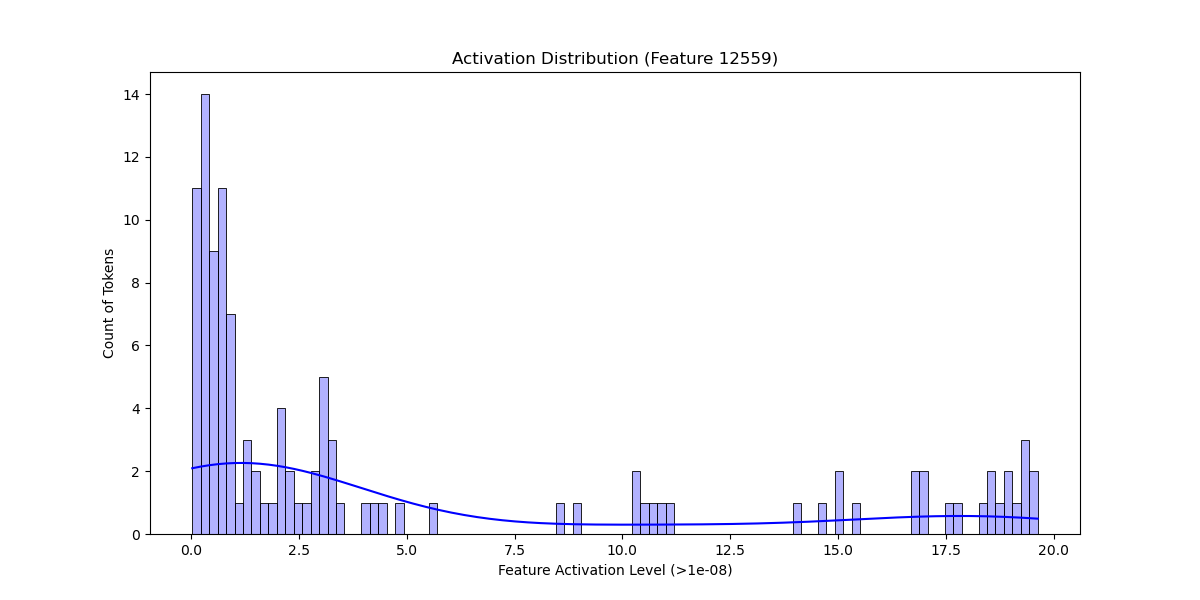 Activation Distribution (Feature 12559)
14
12
10
8
6
4
2
0
Count of Tokens
0.0 2.5 5.0 7.5 10.0 12.5 15.0 17.5 20.0
Feature Activation Level (>1e-08)